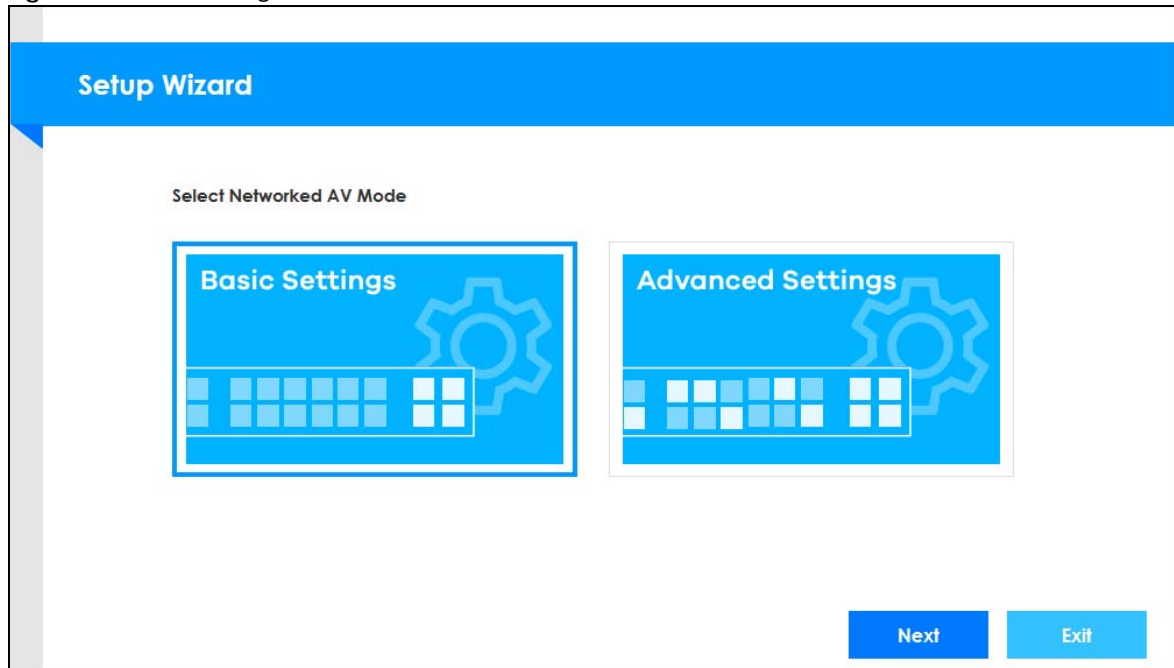 Setup Wizard
Select Networked AV Mode
Basic Settings
Advanced Settings
Next
Exit